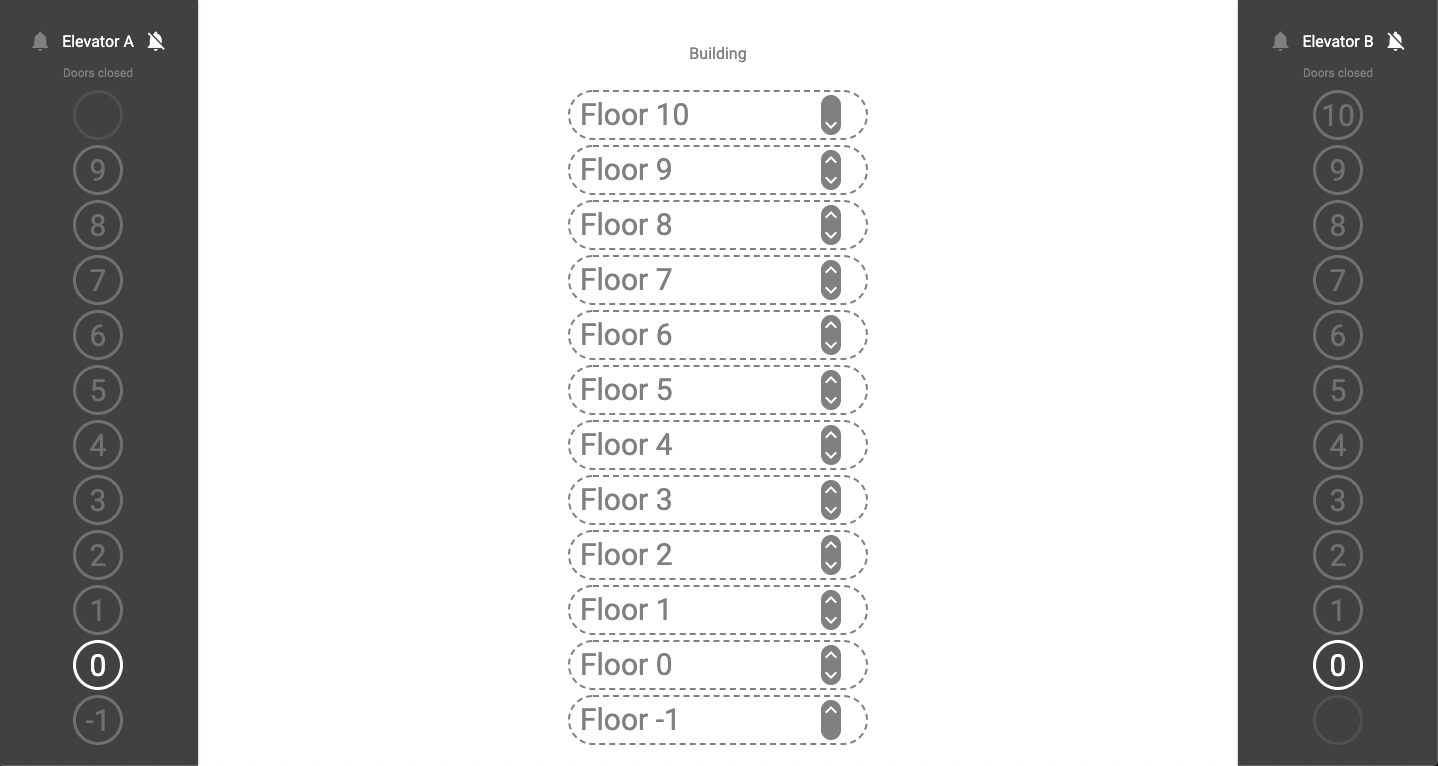 Elevator A
Doors closed
9
8
7
6
5
4
3
2
1
0
-1
Building
Floor 10
Floor 9
Floor 8
Floor 7
Floor 6
Floor 5
Floor 4
Floor 3
Floor 2
Floor 1
Floor 0
Floor -1
Elevator B
Doors closed
10
9
8
7
6
5
4
3
2
1
0